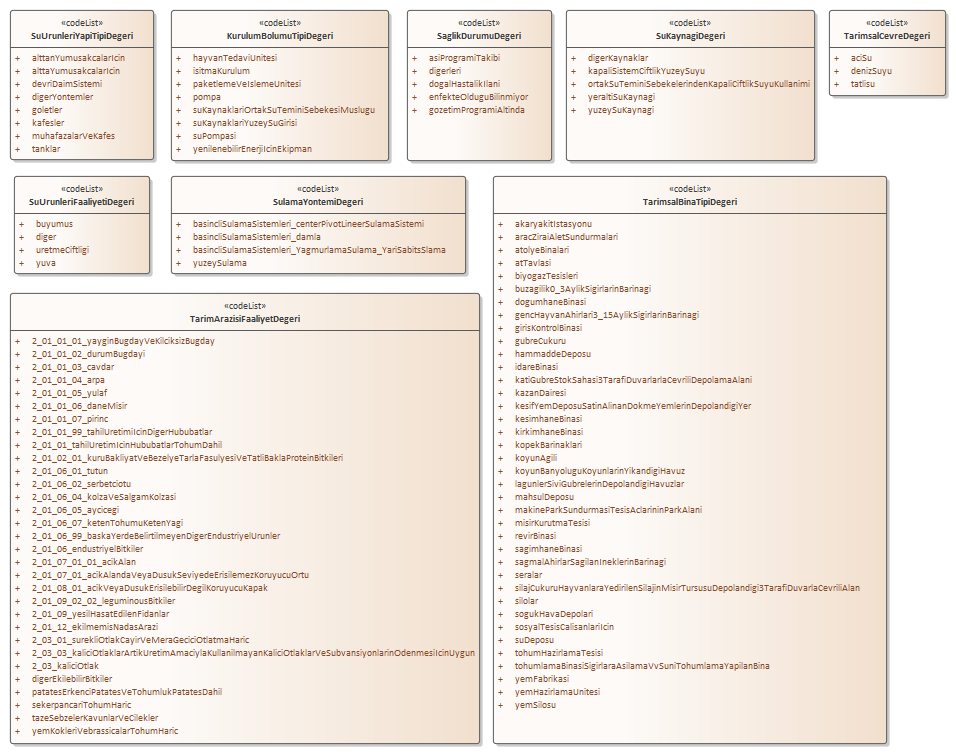 «codeList»
SuUrunleriYapiTipiDegeri
+ alttanYumusakcalarIcin
+ alttaYumusakcalarIcin
+ devriDaimSistemi
+ digerYontemler
+ goletler
+ kafesler
+ muhafazalarVeKafes
+ tanklar
«codeList»
KurulumBolumuTipiDegeri
+ hayvanTedaviUnitesi
+ isitmaKurulum
+ paketlemeVeIslemeUnitesi
+ pompa
+ suKaynaklariOrtakSuTeminiSebekesiMuslugu
+ suKaynaklariYuzeySuGirisi
+ suPompasi
+ yenilenebilirEnerjiIcinEkipman
«codeList»
SaglikDurumuDegeri
+ asiProgramiTakibi
+ digerleri
+ dogalHastalikIlani
+ enfekteOlduguBilinmiyor
+ gozetimProgramiAltinda
«codeList»
SuKaynagiDegeri
+ digerKaynaklar
+ kapaliSistemCiftlikYuzeySuyu
+ ortakSuTeminiSebekelerindenKapaliCiftlikSuyuKullanimi
+ yeraltiSuKaynagi
+ yuzeySuKaynagi
«codeList»
TarimsalCevreDegeri
+ aciSu
+ denizSuyu
+ tatlisu
«codeList»
SuUrunleriFaaliyetiDegeri
+ buyumus
+ diger
+ uretmeCiftligi
+ yuva
«codeList»
SulamaYontemiDegeri
+ basincliSulamaSistemleri_centerPivotLineerSulamaSistemi
+ basincliSulamaSistemleri_damla
+ basincliSulamaSistemleri_YagmurlamaSulama_YariSabitsSlama
+ yuzeySulama
«codeList»
TarimsalBinaTipiDegeri
+ akaryakitIstasyonu
+ aracZiraiAletSundurmalari
+ atolyeBinalari
+ atTavlasi
+ biyogazTesisleri
+ buzagilik0_3AylikSigirlarinBarinagi
+ dogumhaneBinasi
+ gencHayvanAhirlari3_15AylikSigirlarinBarinagi
+ girisKontrolBinasi
+ gubreCukuru
+ hammaddeDeposu
+ idareBinasi
+ katiGubreStokSahasi3TarafiDuvarlarlaCevriliDepolamaAlani
+ kazanDairesi
+ kesifYemDeposuSatinAlinanDokmeYemlerinDepolandigiYer
+ kesimhaneBinasi
+ kirkimhaneBinasi
+ kopekBarinaklari
+ koyunAgili
+ koyunBanyoluguKoyunlarinYikandigiHavuz
+ lagunlerSiviGubrelerinDepolandigiHavuzlar
+ mahsulDeposu
+ makineParkSundurmasiTesisAclarininParkAlani
+ misirKurutmaTesisi
+ revirBinasi
+ sagimhaneBinasi
+ sagmalAhirlarSagilanIneklerinBarinagi
+ seralar
+ silajCukuruHayvanlaraYedirilenSilajinMisirTursusuDepolandigi3TarafiDuvarlaCevriliAlan
+ silolar
+ sogukHavaDepolari
+ sosyalTesisCalisanlariIcin
+ suDeposu
+ tohumHazirlamaTesisi
+ tohumlamaBinasiSigirlaraAsilamaVvSuniTohumlamaYapilanBina
+ yemFabrikasi
+ yemHazirlamaUnitesi
+ yemSilosu
«codeList»
TarimArazisiFaaliyetDegeri
+ 2_01_01_01_yayginBugdayVeKilciksizBugday
+ 2_01_01_02_durumBugdayi
+ 2_01_01_03_cavdar
+ 2_01_01_04_arpa
+ 2_01_01_05_yulaf
+ 2_01_01_06_daneMisir
+ 2_01_01_07_pirinc
+ 2_01_01_99_tahilUretimiIcinDigerHububatlar
+ 2_01_01_tahilUretimIcinHububatlarTohumDahil
+ 2_01_02_01_kuruBakliyatVeBezelyeTarlaFasulyesiVeTatliBaklaProteinBitkileri
+ 2_01_06_01_tutun
+ 2_01_06_02_serbetciotu
+ 2_01_06_04_kolzaVeSalgamKolzasi
+ 2_01_06_05_aycicegi
+ 2_01_06_07_ketenTohumuKetenYagi
+ 2_01_06_99_baskaYerdeBelirtilmeyenDigerEndustriyelUrunler
+ 2_01_06_endustriyelBitkiler
+ 2_01_07_01_01_acikAlan
+ 2_01_07_01_acikAlandaVeyaDusukSeviyedeErisilemezKoruyucuOrtu
+ 2_01_08_01_acikVeyaDusukErisilebilirDegilKoruyucuKapak
+ 2_01_09_02_02_leguminousBitkiler
+ 2_01_09_yesilHasatEdilenFidanlar
+ 2_01_12_ekilmemisNadasArazi
+ 2_03_01_surekliOtlakCayirVeMeraGeciciOtlatmaHaric
+ 2_03_03_kaliciOtlaklarArtikUretimAmaciylaKullanilmayanKaliciOtlaklarVeSubvansiyonlarinOdenmesiIcinUygun
+ 2_03_kaliciOtlak
+ digerEkilebilirBitkiler
+ patatesErkenciPatatesVeTohumlukPatatesDahil
+ sekerpancariTohumHaric
+ tazeSebzelerKavunlarVeCilekler
+ yemKokleriVebrassicalarTohumHaric